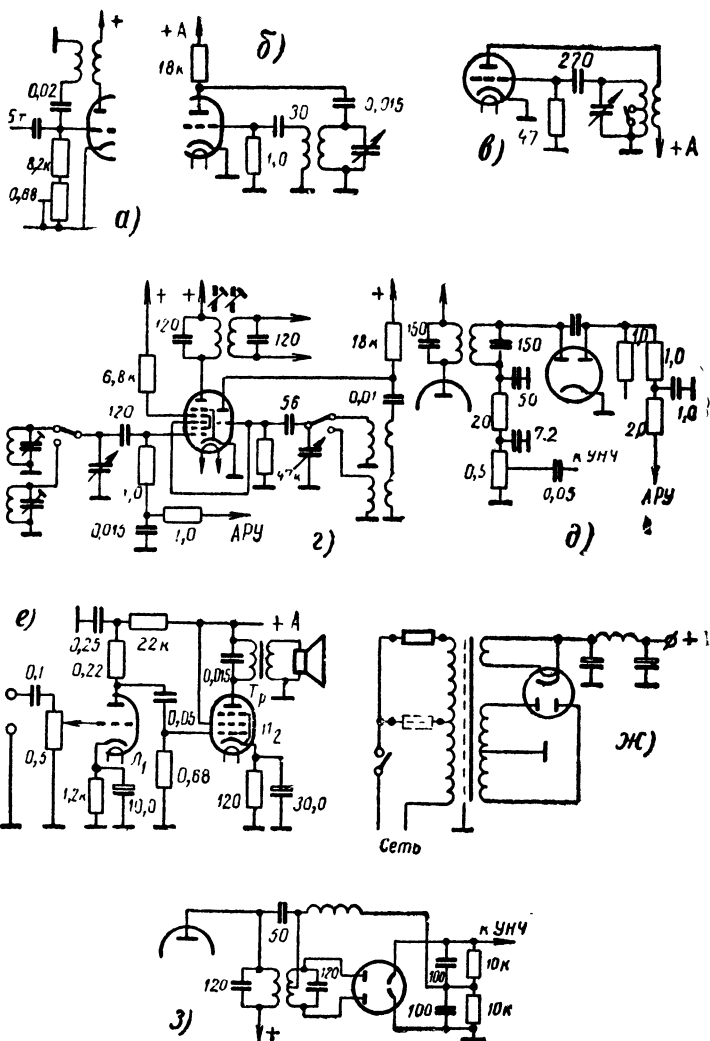 +
0,02
5т
8,2к
0,68
а)
+ А
б)
18к
30
0,015
1,0
в)
270
47
+ А
+
+
120
120
6,8к
120
1,0
0,015
1,0
АРУ
56
47к
+
18к
0,01
г)
150
150
50
20
7.2
0,5
к УНЧ
0,05
1,0
1,0
2,0
АРУ
д)
е)
0,25
22к
0,22
+ А
0,015
Тр
0,1
0,5
Л1
1,2к
10,0
0,05
0,68
Л2
120
30,0
+
ж)
Сеть
50
120
120
к УНЧ
100
10к
100
10к
+
з)